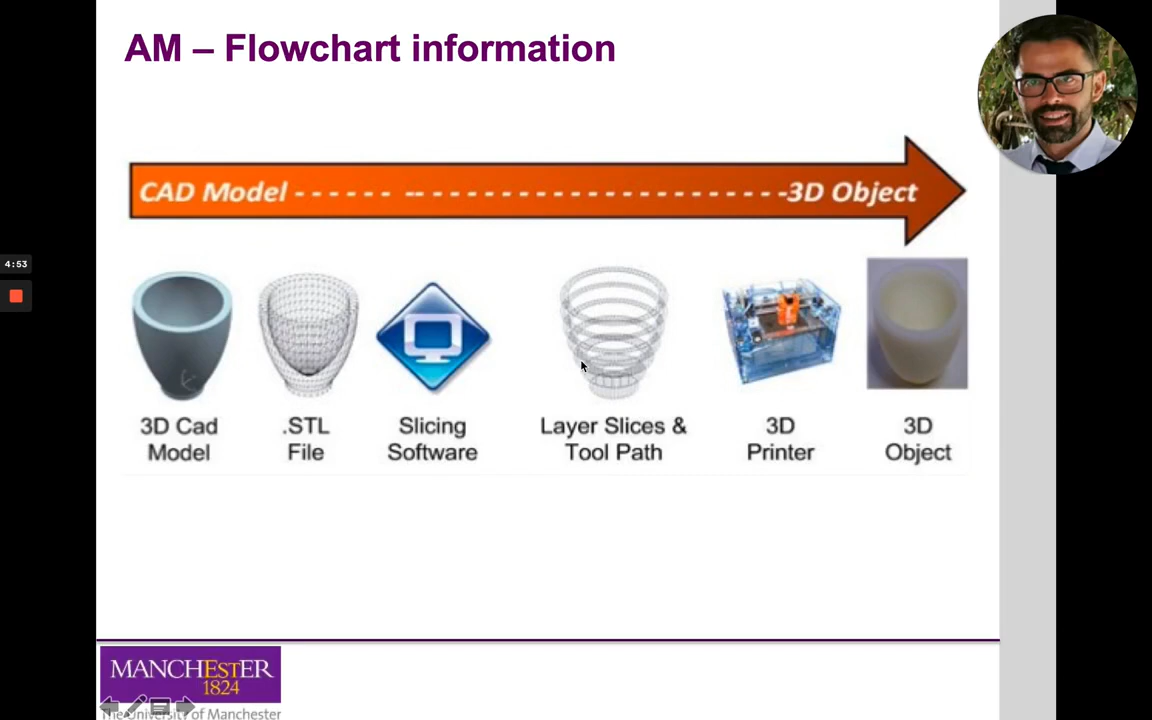 AM – Flowchart information
CAD Model - - - - - - -- - - - - - - - - - - - - - - - - - - - - - -3D Object
4:53
3D Cad
Model
.STL
File
Slicing
Software
Layer Slices &
Tool Path
3D
Printer
3D
Object
MANCHESTER
1824
The University of Manchester